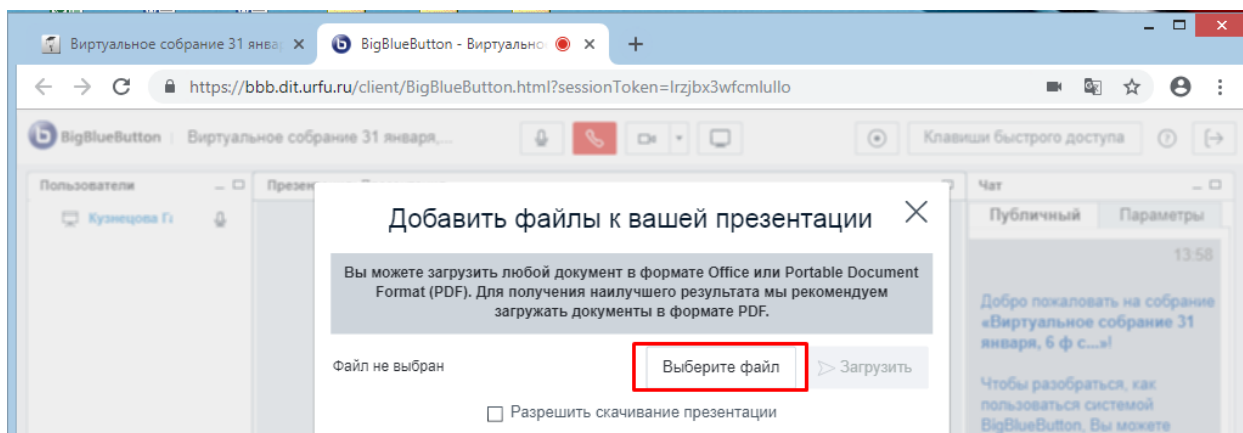 Виртуальное собрание 31 янва
BigBlueButton - Виртуально
https://bbb.dit.urfu.ru/client/BigBlueButton.html?sessionToken=lrzjbx3wfcmlullo
BigBlueButton
Виртуальное собрание 31 января,...
Клавиши быстрого доступа
Пользователи
Чат
Кузнецова Га
Публичный
Параметры
13:58
Добавить файлы к вашей презентации
Вы можете загрузить любой документ в формате Office или Portable Document
Format (PDF). Для получения наилучшего результата мы рекомендуем
загружать документы в формате PDF.
Файл не выбран
Выберите файл
Загрузить
Разрешить скачивание презентации
Добро пожаловать на собрание
«Виртуальное собрание 31
января, 6 ф с...»!
Чтобы разобраться, как
пользоваться системой
BigBlueButton, Вы можете